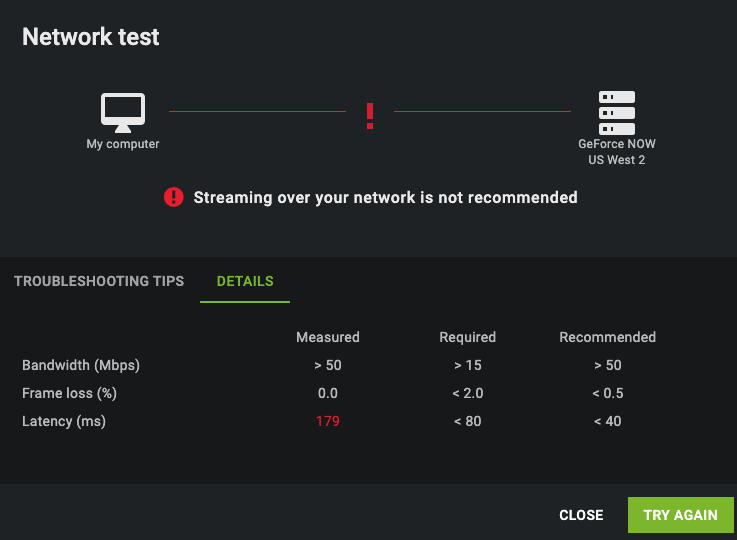 Network test
My computer
GeForce NOW
US West 2
Streaming over your network is not recommended
TROUBLESHOOTING TIPS DETAILS
Measured Required Recommended
Bandwidth (Mbps) > 50 > 15 > 50
Frame loss (%) 0.0 < 2.0 < 0.5
Latency (ms) 179 < 80 < 40
CLOSE TRY AGAIN